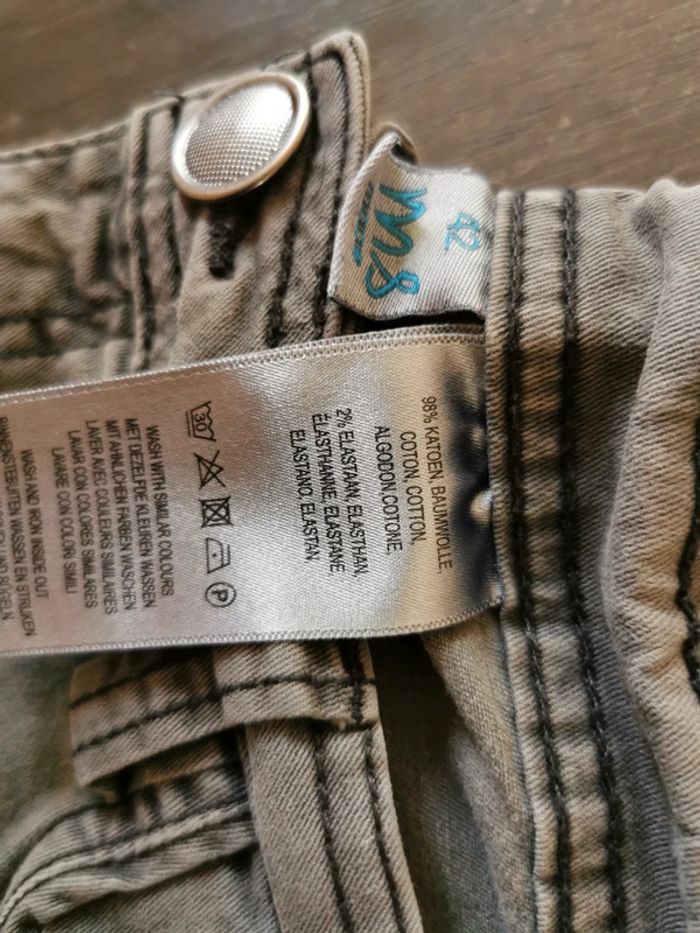 42
ms
98% KATOEN, BAUMWOLLE,
COTON, COTTON,
ALGODON,COTONE,
2% ELASTAAN, ELASTHAN,
ÉLASTHANNE, ELASTANE,
ELASTANO, ELASTAN,
30
P
WASH WITH SIMILAR COLOURS
MET DEZELFDE KLEUREN WASSEN
MIT ÄHNLICHEN FARBEN WASCHEN
LAVER AVEC COULEURS SIMILAIRES
LAVAR CON COLORES SIMILARES
LAVARE CON COLORI SIMILI
WASH AND IRON INSIDE OUT
BINNENSTEBUITEN WASSEN EN STRIJKEN